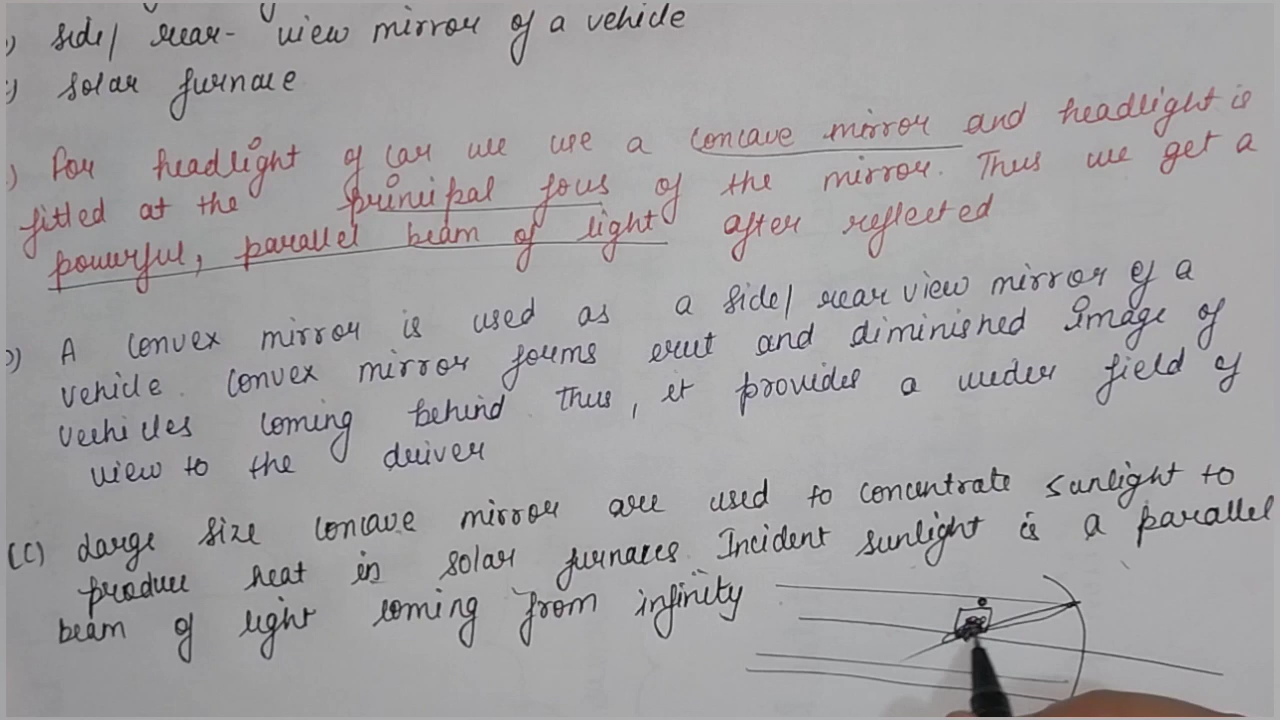 ) side/ rear- view mirror of a vehicle
) solar furnace
) For headlight of car we use a concave mirror and headlight is
fitted at the principal focus of the mirror. Thus we get a
powerful, parallel beam of light after reflected
) A convex mirror is used as a side/ rear view mirror of a
vehicle. Convex mirror forms erect and diminished Image of
vechicles coming behind. Thus, it provides a wider field of
view to the driver
(C) Large size concave mirror are used to concentrate sunlight to
produce heat in solar furnaces. Incident sunlight is a parallel
beam of light coming from infinity